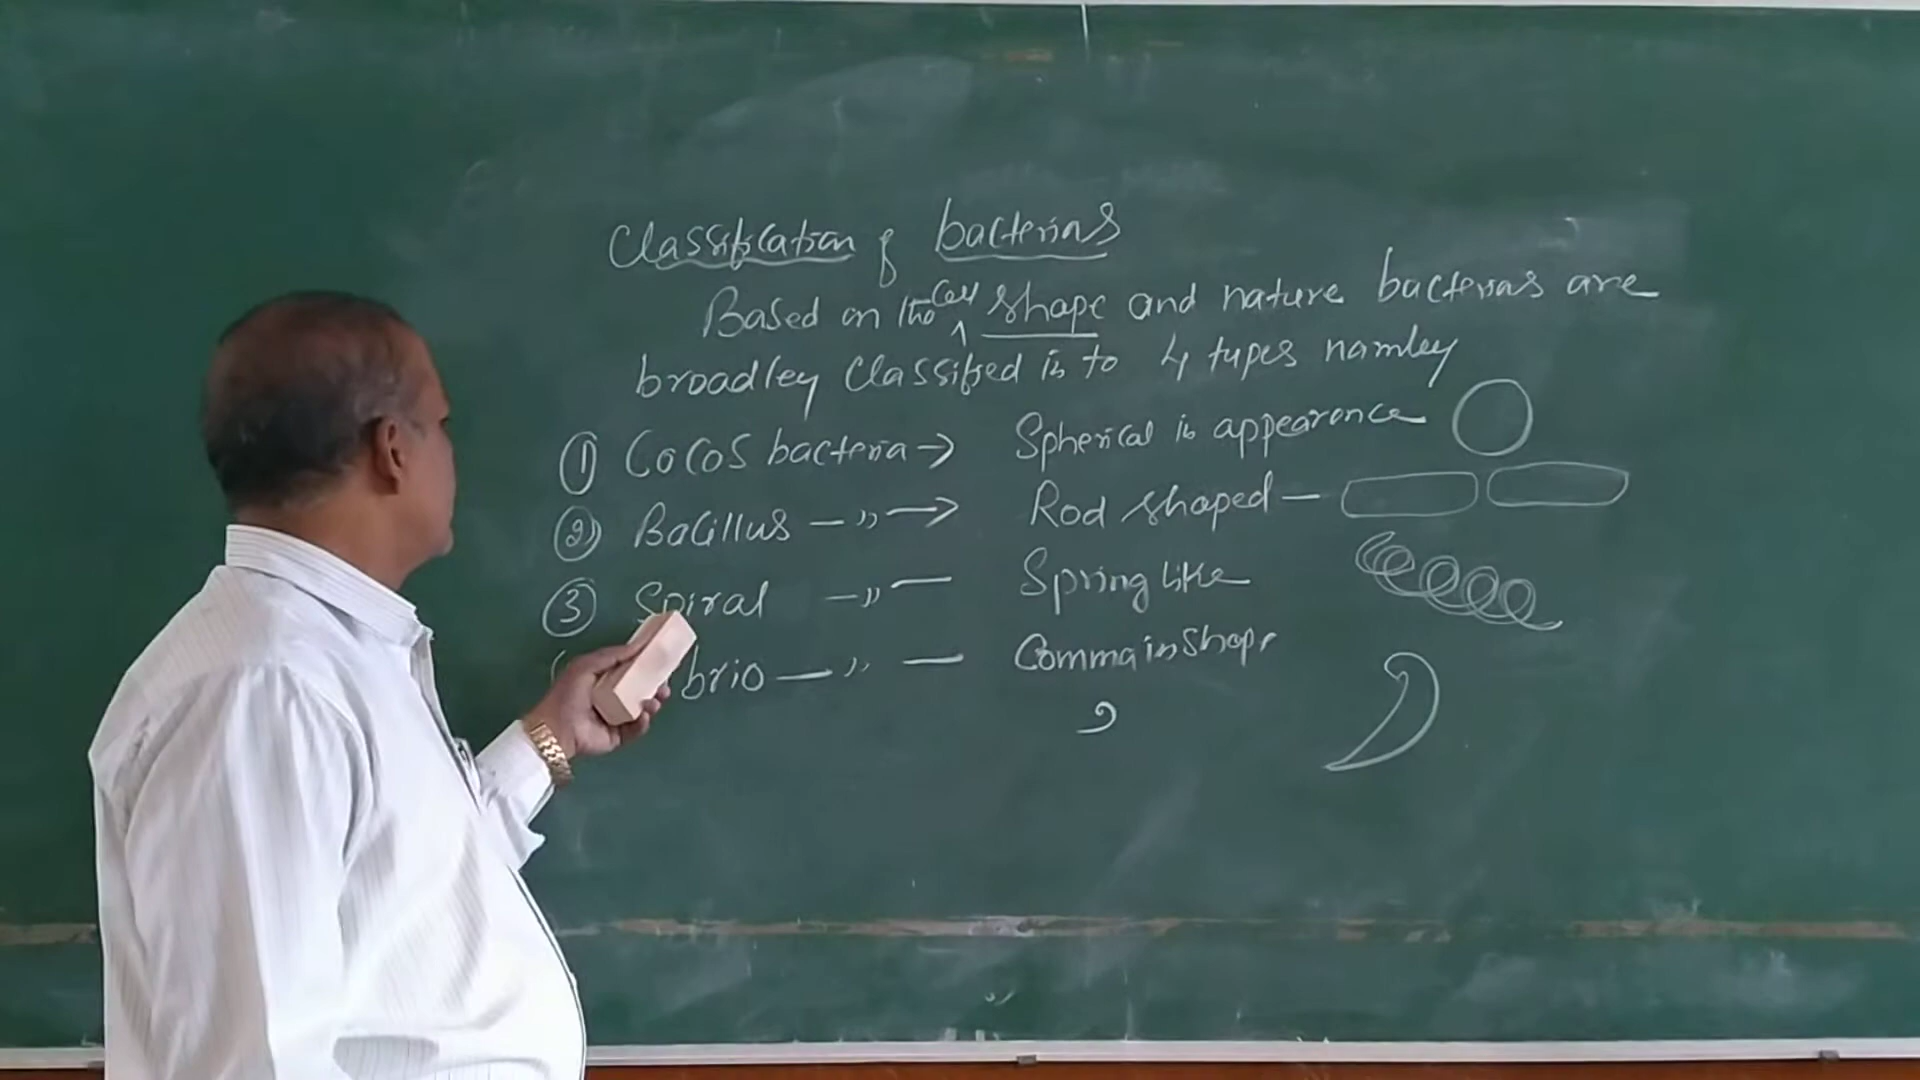 Classification of bacterias
Based on the cell shape and nature bacterias are
broadley classified in to 4 types namley
① Cocos bacteria → Spherical in appearence
② Bacillus — " → Rod shaped —
③ Spiral — " — Spring like
brio — " — Comma in shape
,